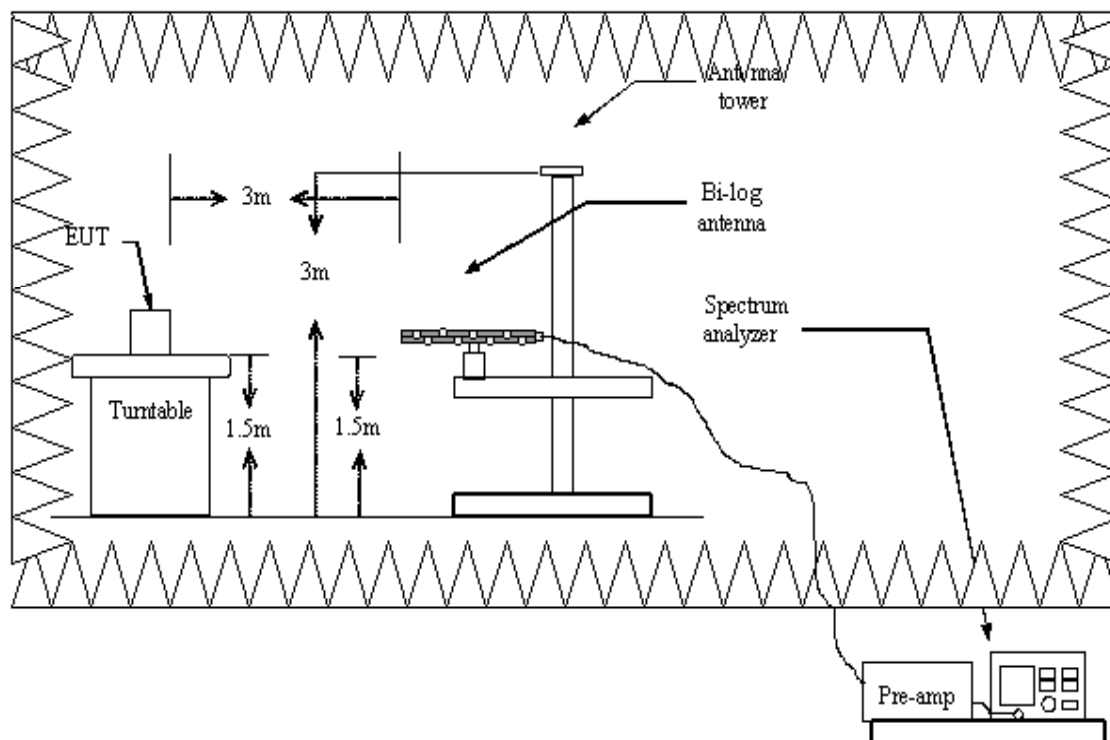 Antenna
tower
3m
Bi-log
antenna
EUT
3m
Spectrum
analyzer
Turntable
1.5m
1.5m
Pre-amp